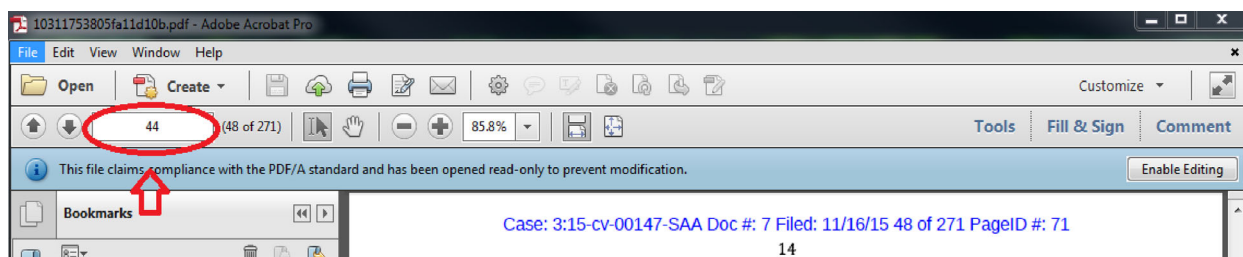 10311753805fa11d10b.pdf - Adobe Acrobat Pro
File Edit View Window Help
Open Create Customize
44 (48 of 271) 85.8% Tools Fill & Sign Comment
This file claims compliance with the PDF/A standard and has been opened read-only to prevent modification. Enable Editing
Bookmarks
Case: 3:15-cv-00147-SAA Doc #: 7 Filed: 11/16/15 48 of 271 PageID #: 71
14